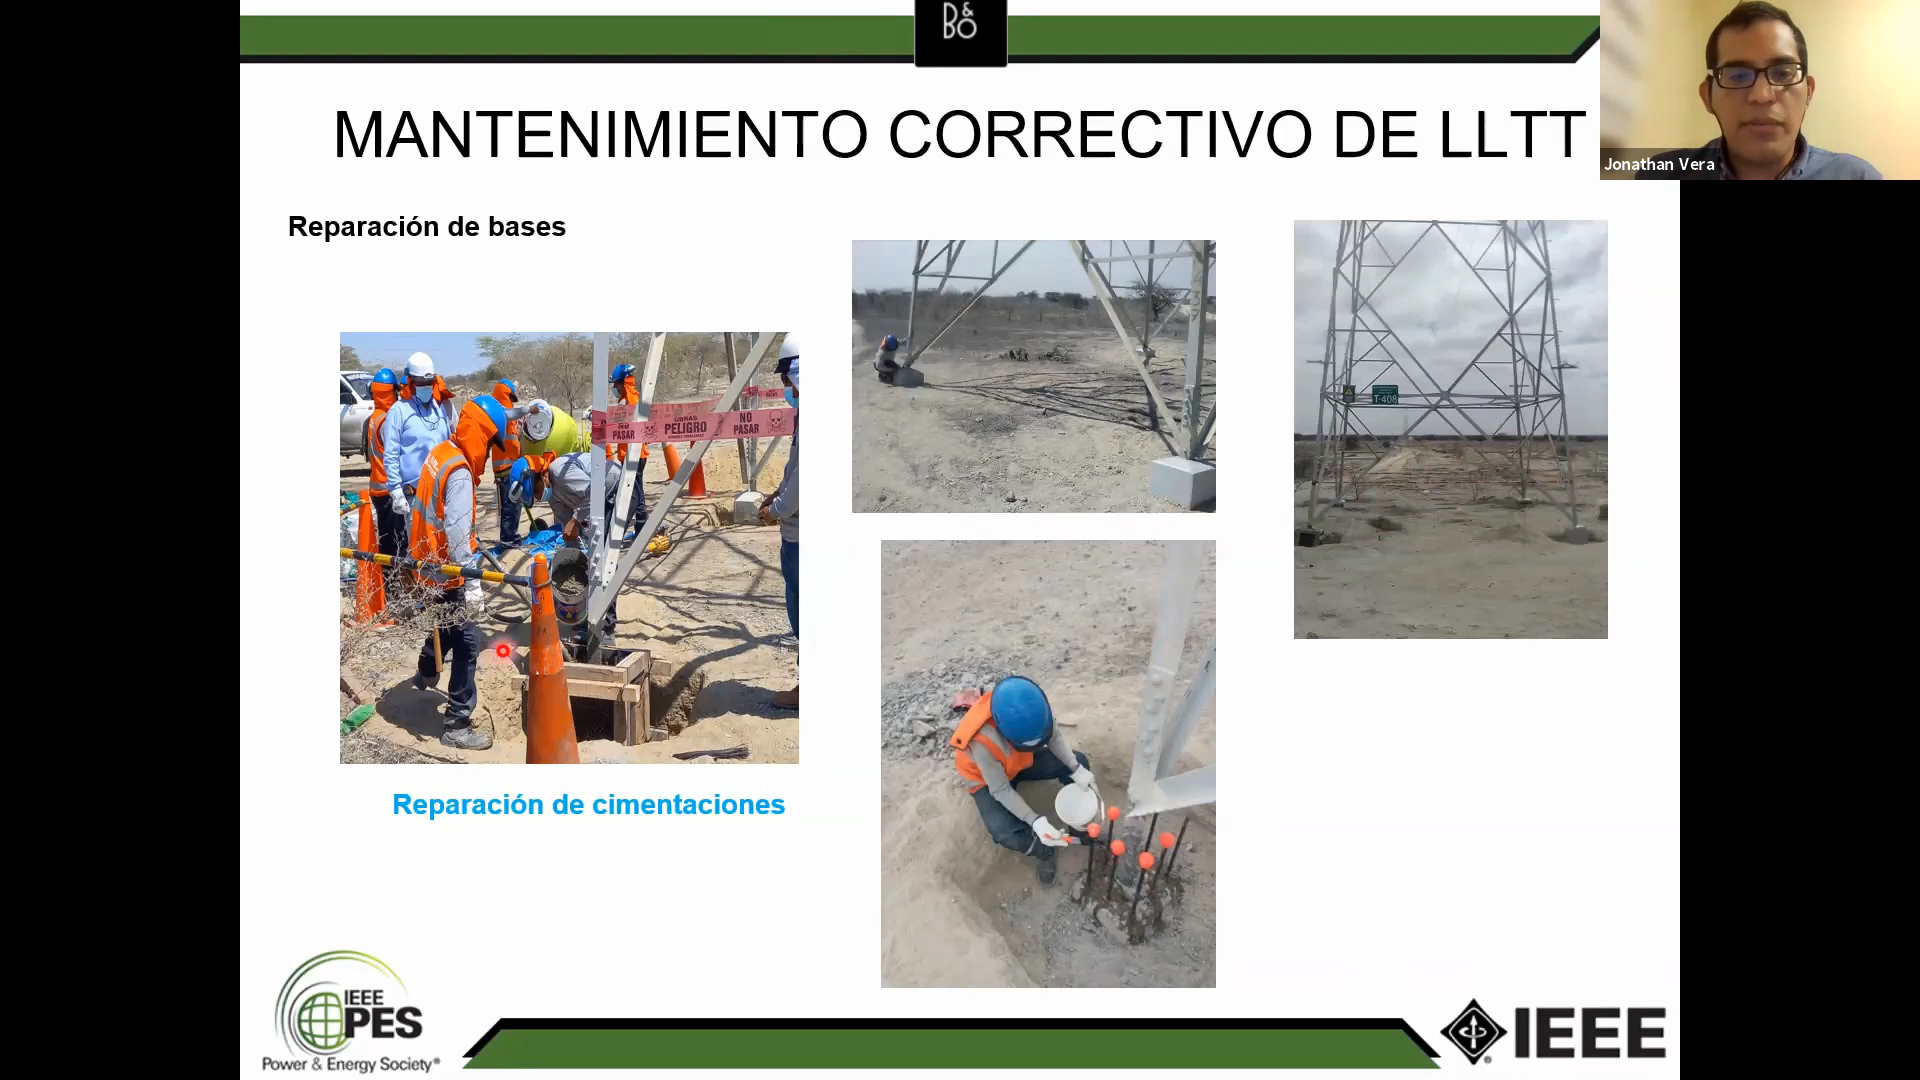 B&O
MANTENIMIENTO CORRECTIVO DE LLTT
Jonathan Vera
Reparación de bases
NO PASAR
OBRAS
PELIGRO
NO PASAR
T-408
Reparación de cimentaciones
IEEE
PES
Power & Energy Society®
IEEE